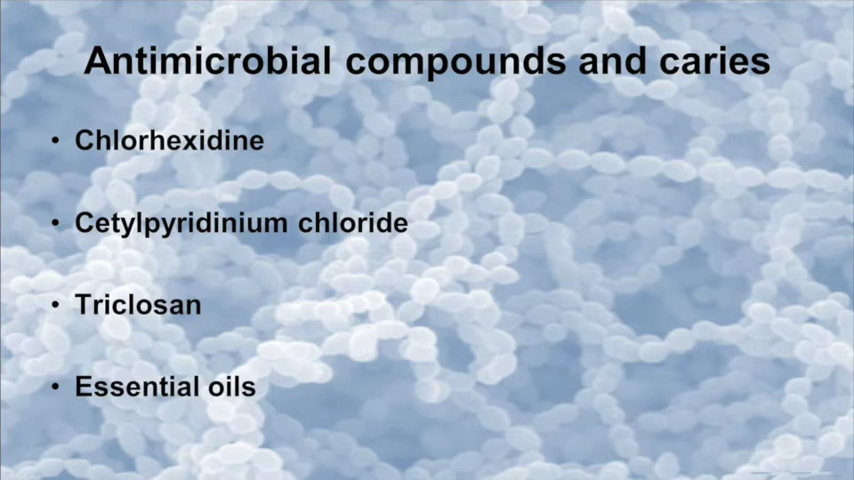 Antimicrobial compounds and caries
• Chlorhexidine
• Cetylpyridinium chloride
• Triclosan
• Essential oils